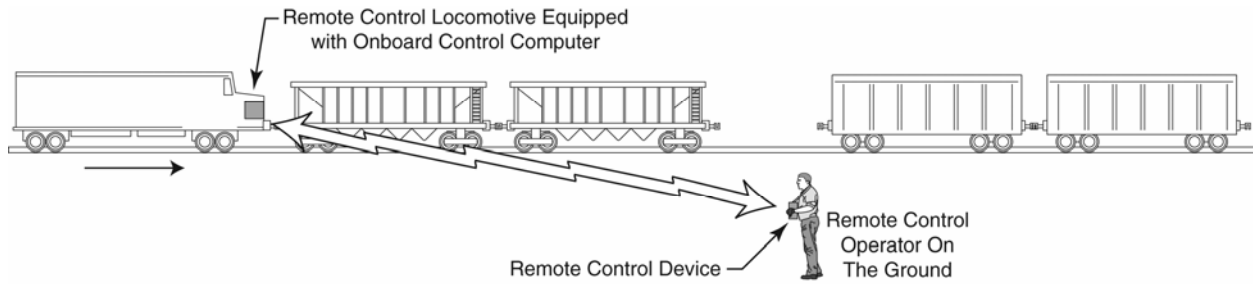 Remote Control Locomotive Equipped
with Onboard Control Computer
Remote Control
Operator On
The Ground
Remote Control Device